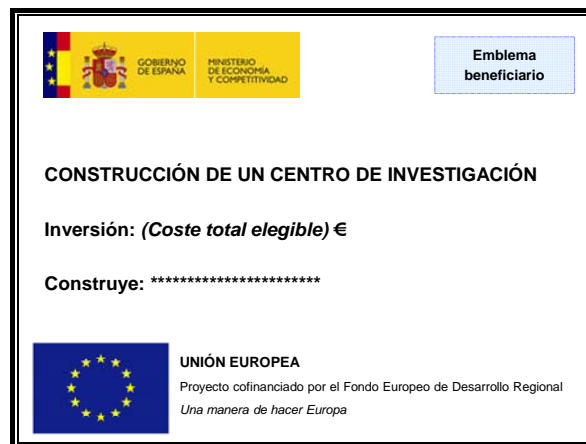 GOBIERNO
DE ESPAÑA
MINISTERIO
DE ECONOMÍA
Y COMPETITIVIDAD
Emblema
beneficiario
CONSTRUCCIÓN DE UN CENTRO DE INVESTIGACIÓN
Inversión: (Coste total elegible) €
Construye: ***********************
UNIÓN EUROPEA
Proyecto cofinanciado por el Fondo Europeo de Desarrollo Regional
Una manera de hacer Europa